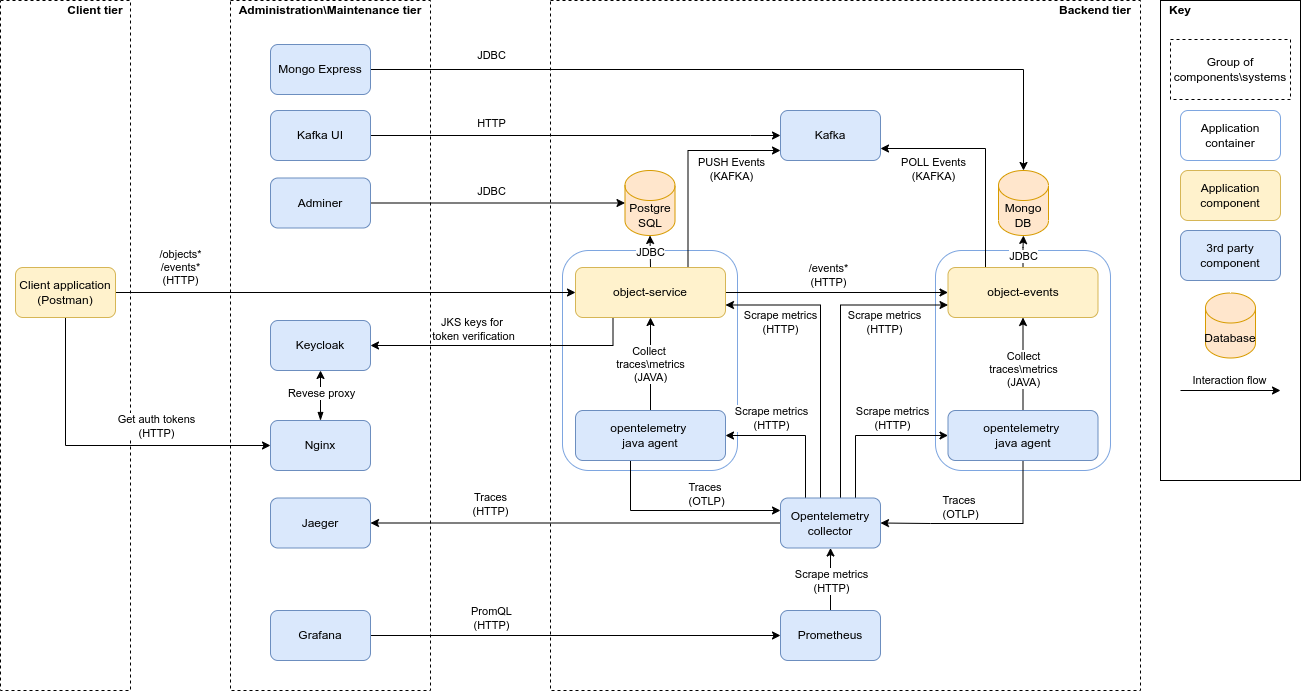 Client tier
Administration\Maintenance tier
Backend tier
Key
Mongo Express
JDBC
Kafka UI
HTTP
Kafka
Adminer
JDBC
PUSH Events
(KAFKA)
POLL Events
(KAFKA)
Postgre
SQL
Mongo
DB
JDBC
JDBC
Client application
(Postman)
/objects*
/events*
(HTTP)
object-service
/events*
(HTTP)
object-events
Keycloak
JKS keys for
token verification
Scrape metrics
(HTTP)
Scrape metrics
(HTTP)
Collect
traces\metrics
(JAVA)
Collect
traces\metrics
(JAVA)
Revese proxy
Get auth tokens
(HTTP)
Nginx
opentelemetry
java agent
Scrape metrics
(HTTP)
Scrape metrics
(HTTP)
opentelemetry
java agent
Jaeger
Traces
(HTTP)
Traces
(OTLP)
Opentelemetry
collector
Traces
(OTLP)
Scrape metrics
(HTTP)
Grafana
PromQL
(HTTP)
Prometheus
Group of
components\systems
Application
container
Application
component
3rd party
component
Database
Interaction flow